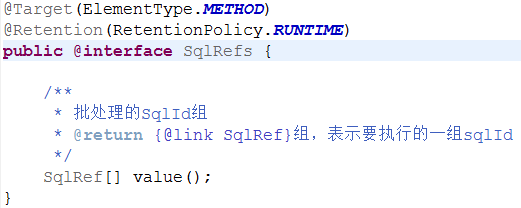 @Target(ElementType.METHOD)
@Retention(RetentionPolicy.RUNTIME)
public @interface SqlRefs {
/**
* 批处理的SqlId组
* @return {@link SqlRef}组，表示要执行的一组sqlId
*/
SqlRef[] value();
}